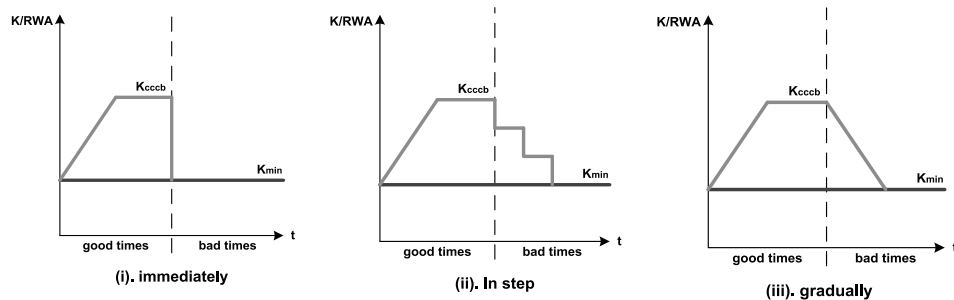 K/RWA
Kcccb
Kmin
t
good times bad times
(i). immediately
K/RWA
Kcccb
Kmin
t
good times bad times
(ii). In step
K/RWA
Kcccb
Kmin
t
good times bad times
(iii). gradually